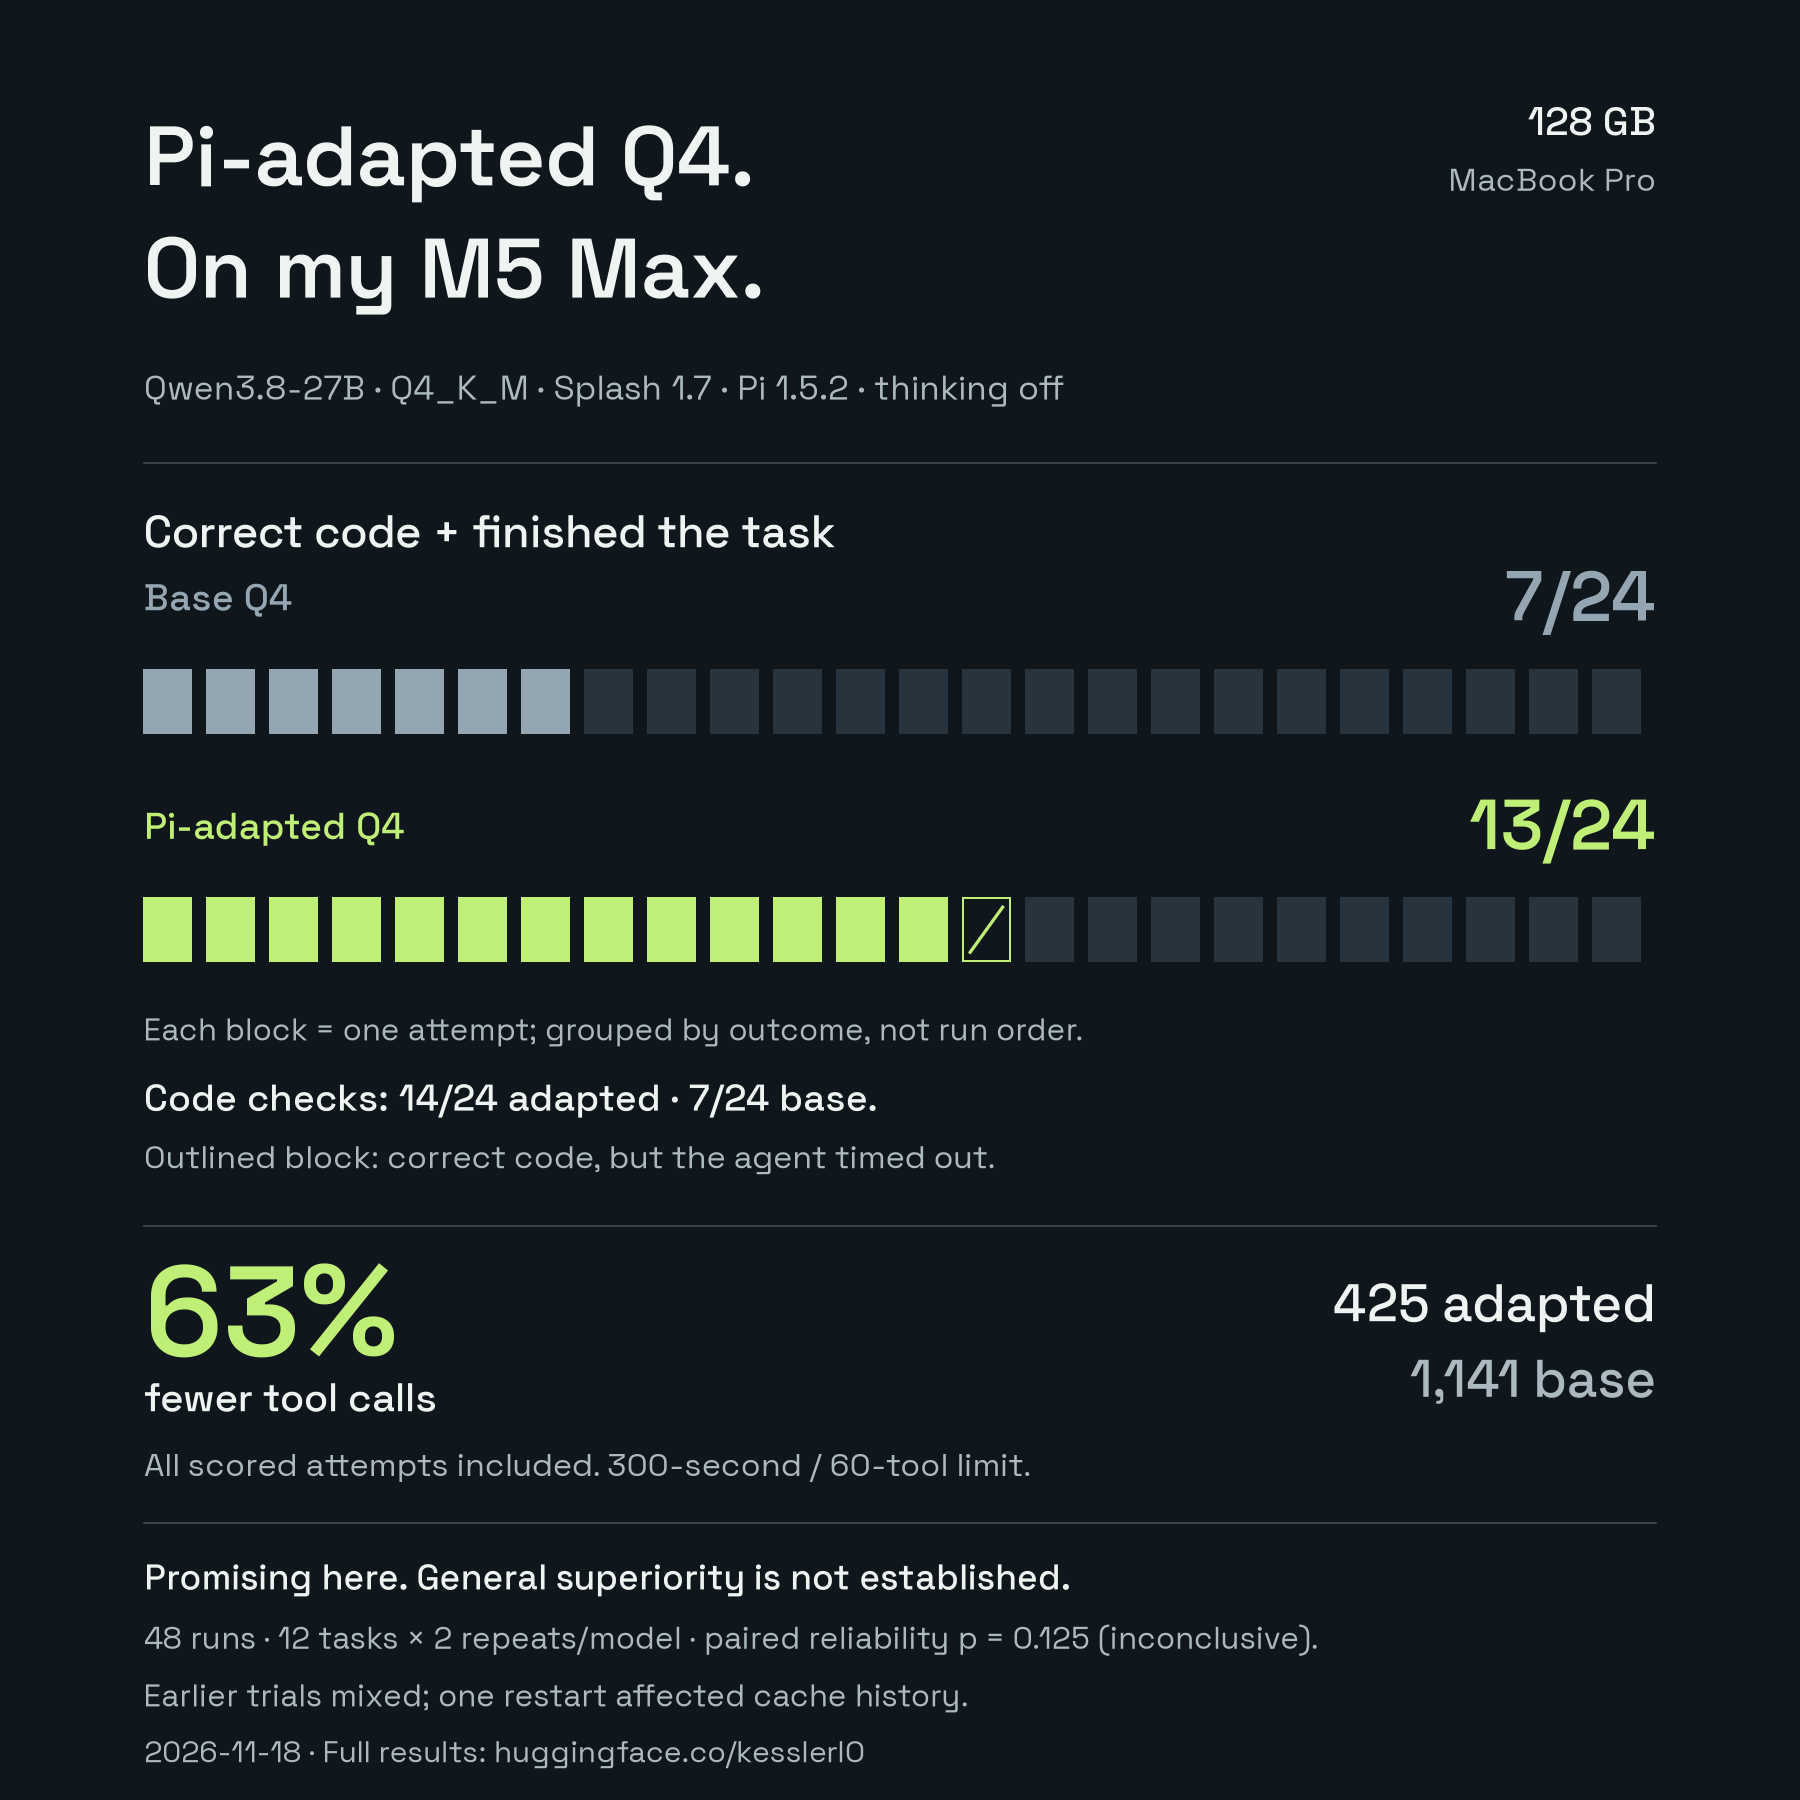 Pi-adapted Q4.
On my M5 Max.
128 GB
MacBook Pro
Qwen3.8-27B · Q4_K_M · Splash 1.7 · Pi 1.5.2 · thinking off
Correct code + finished the task
Base Q4
7/24
Pi-adapted Q4
13/24
Each block = one attempt; grouped by outcome, not run order.
Code checks: 14/24 adapted · 7/24 base.
Outlined block: correct code, but the agent timed out.
63%
fewer tool calls
425 adapted
1,141 base
All scored attempts included. 300-second / 60-tool limit.
Promising here. General superiority is not established.
48 runs · 12 tasks × 2 repeats/model · paired reliability p = 0.125 (inconclusive).
Earlier trials mixed; one restart affected cache history.
2026-11-18 · Full results: huggingface.co/kesslerI0